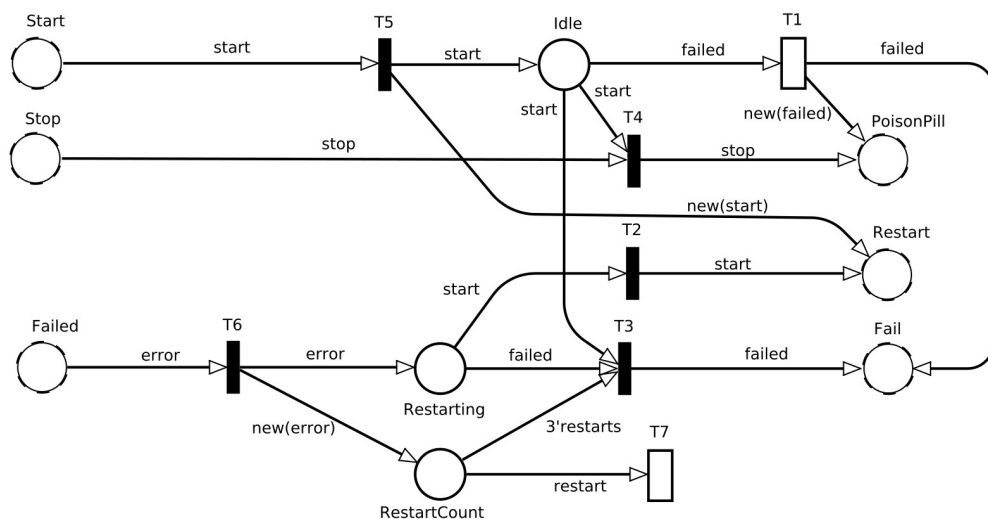 Start
T5
Idle
T1
start
start
failed
failed
start
start
new(failed)
Stop
T4
PoisonPill
stop
stop
new(start)
T2
Restart
start
start
Failed
T6
T3
Fail
error
error
failed
failed
Restarting
new(error)
3'restarts
T7
restart
RestartCount